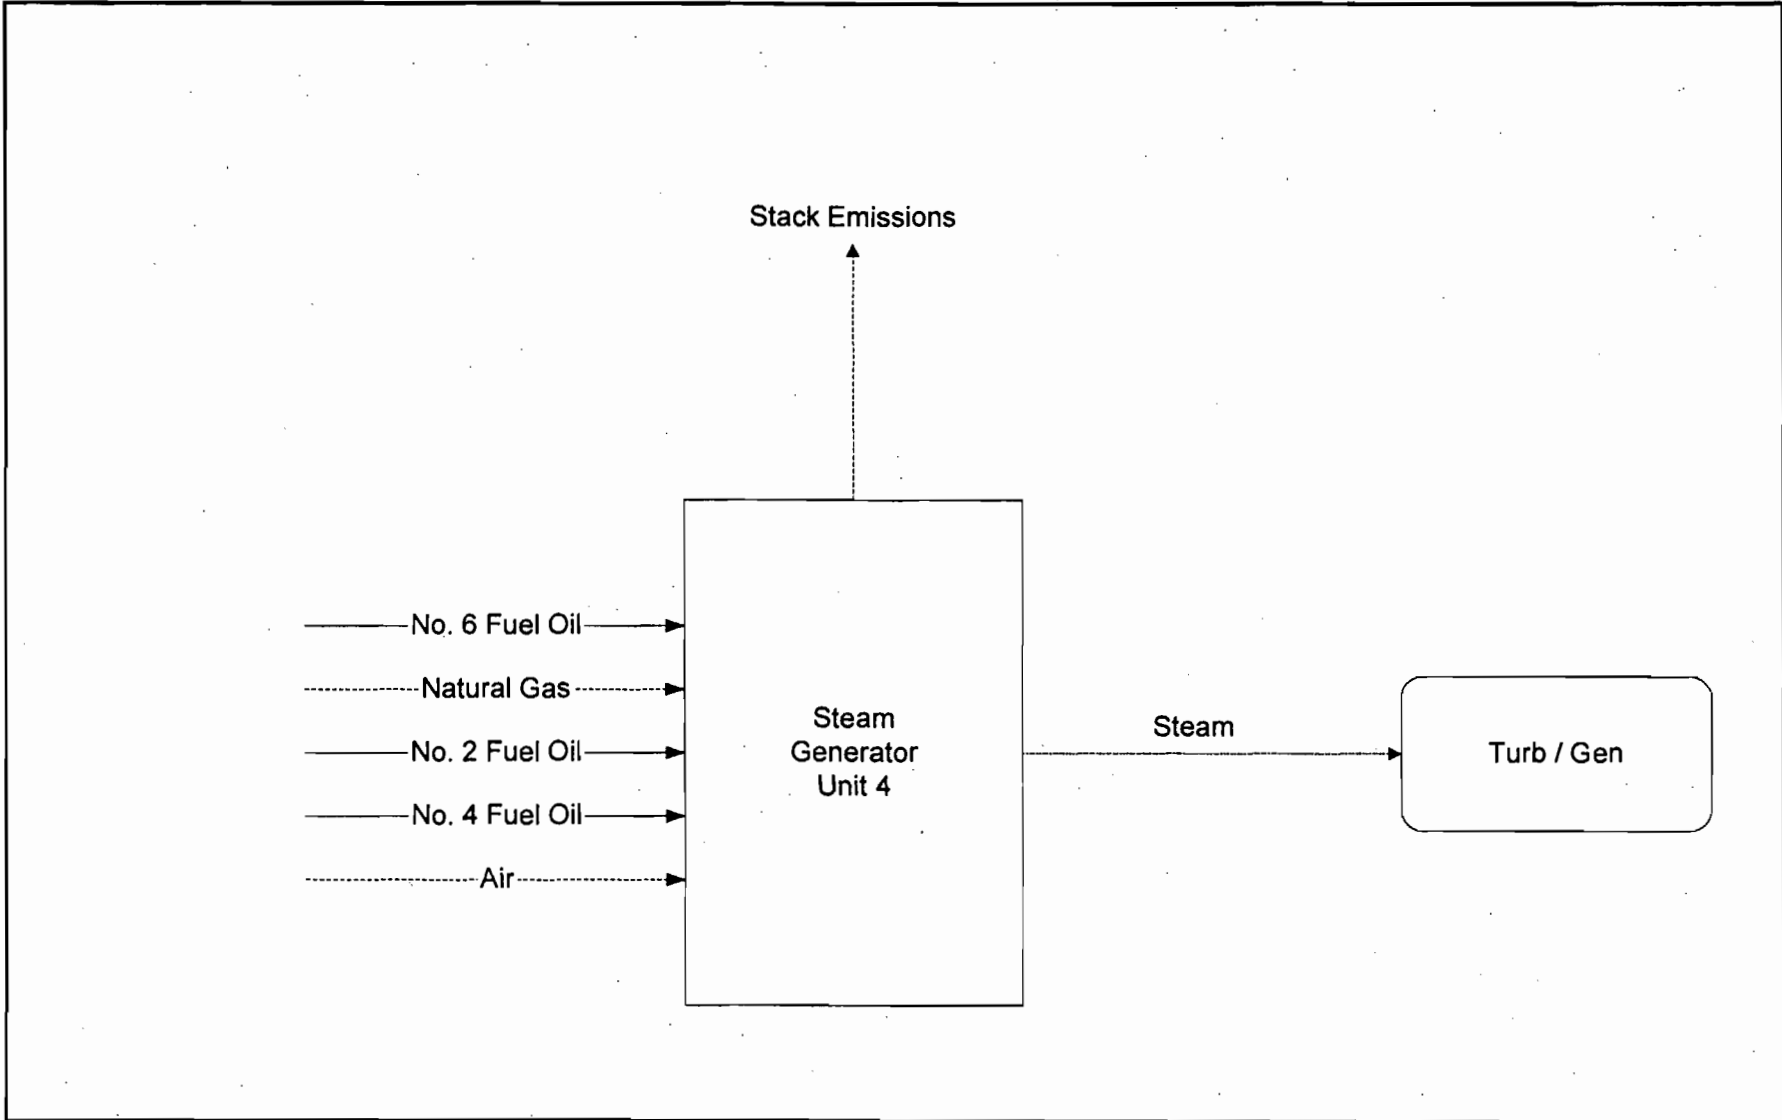 Stack Emissions
No. 6 Fuel Oil
Natural Gas
No. 2 Fuel Oil
No. 4 Fuel Oil
Air
Steam
Generator
Unit 4
Steam
Turb / Gen